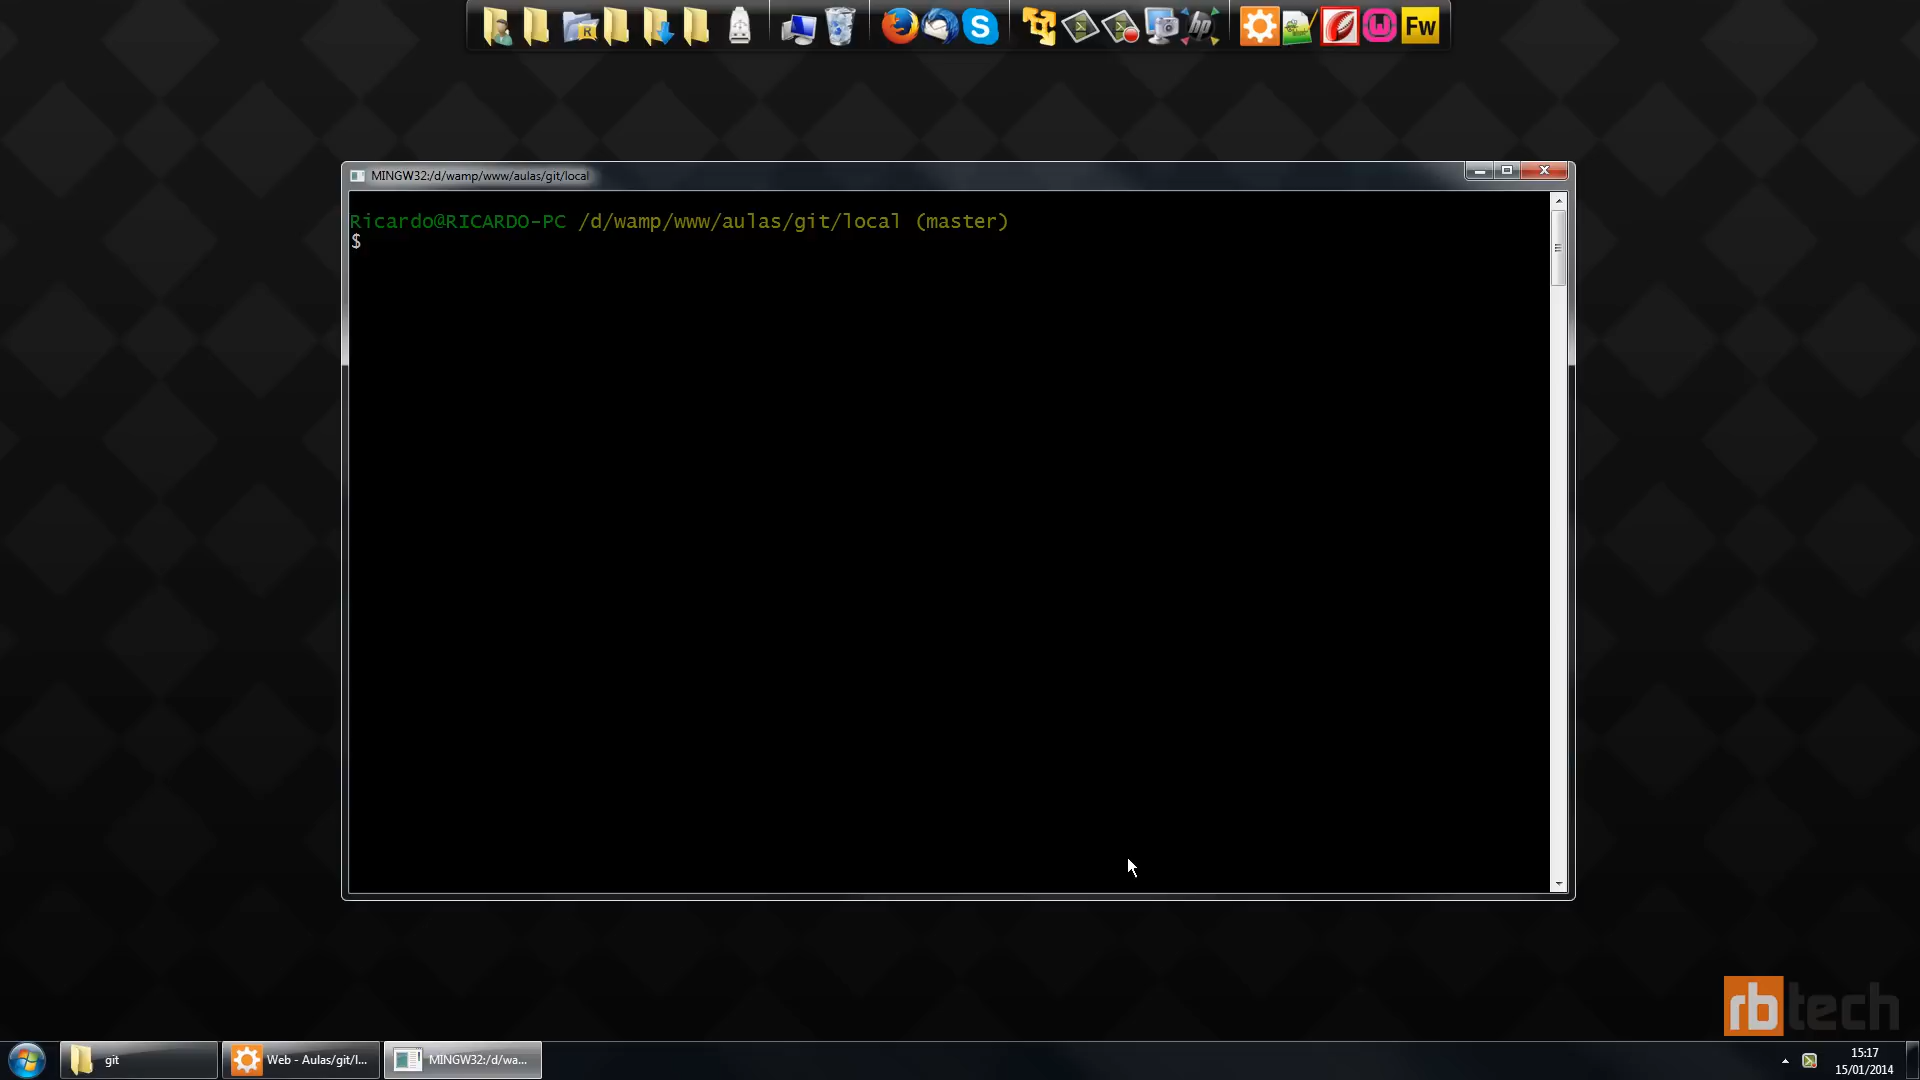 S
hp
Fw
MINGW32:/d/wamp/www/aulas/git/local
Ricardo@RICARDO-PC /d/wamp/www/aulas/git/local (master)
$
rbtech
git
Web - Aulas/git/l...
MINGW32:/d/wa...
15:17
15/01/2014